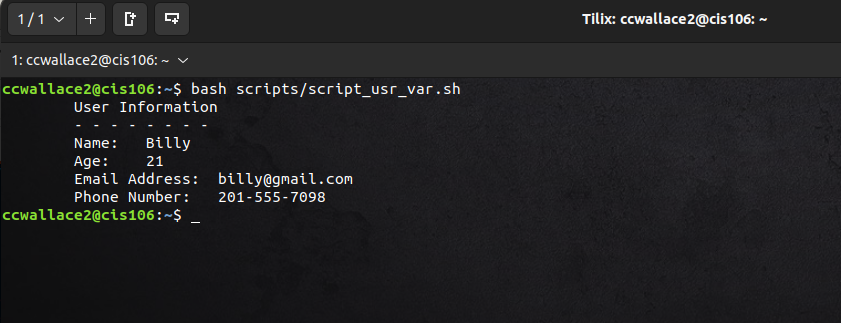 1 / 1
Tilix: ccwallace2@cis106: ~
1: ccwallace2@cis106: ~
ccwallace2@cis106:~$ bash scripts/script_usr_var.sh
User Information
- - - - - - - -
Name: Billy
Age: 21
Email Address: billy@gmail.com
Phone Number: 201-555-7098
ccwallace2@cis106:~$ _